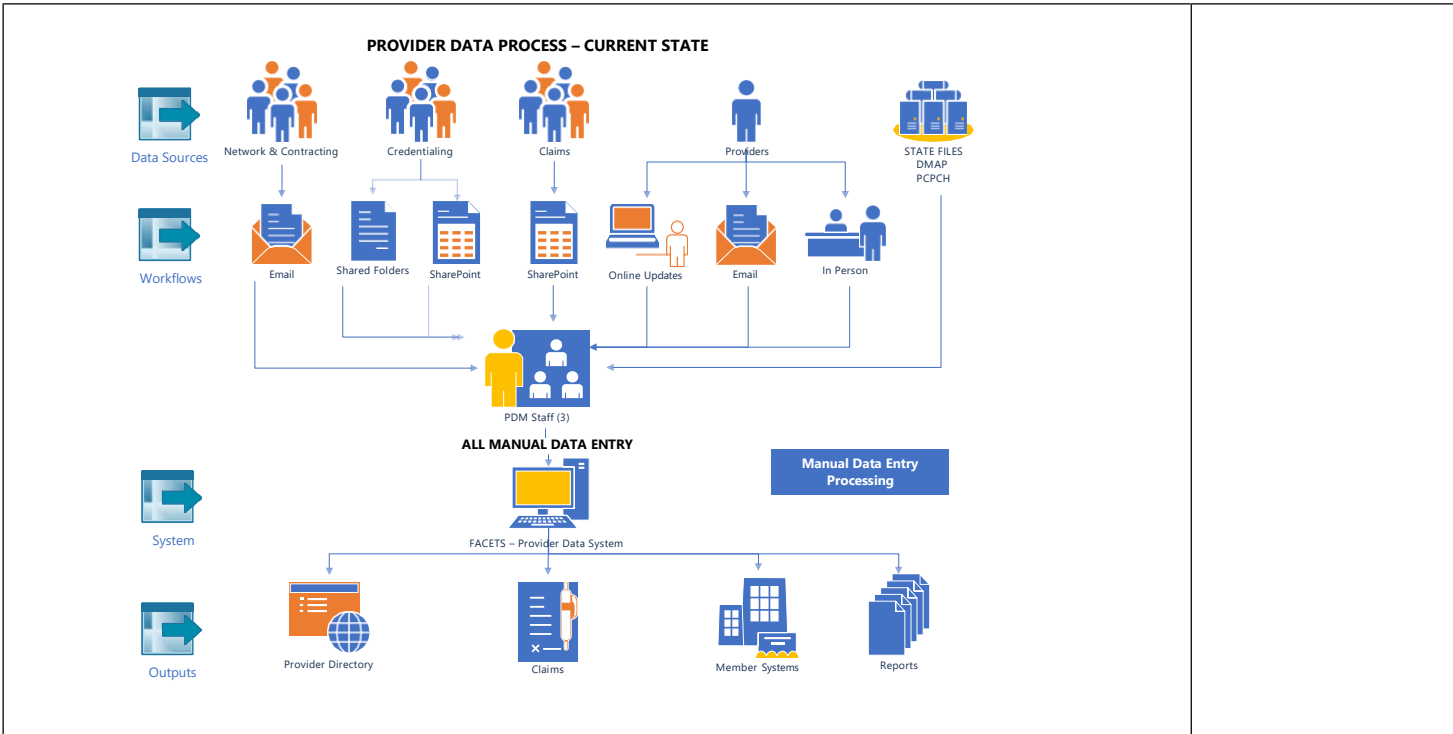 PROVIDER DATA PROCESS – CURRENT STATE
Data Sources
Network & Contracting
Credentialing
Claims
Providers
STATE FILES
DMAP
PCPCH
Workflows
Email
Shared Folders
SharePoint
SharePoint
Online Updates
Email
In Person
PDM Staff (3)
ALL MANUAL DATA ENTRY
Manual Data Entry
Processing
System
FACETS – Provider Data System
Outputs
Provider Directory
Claims
Member Systems
Reports